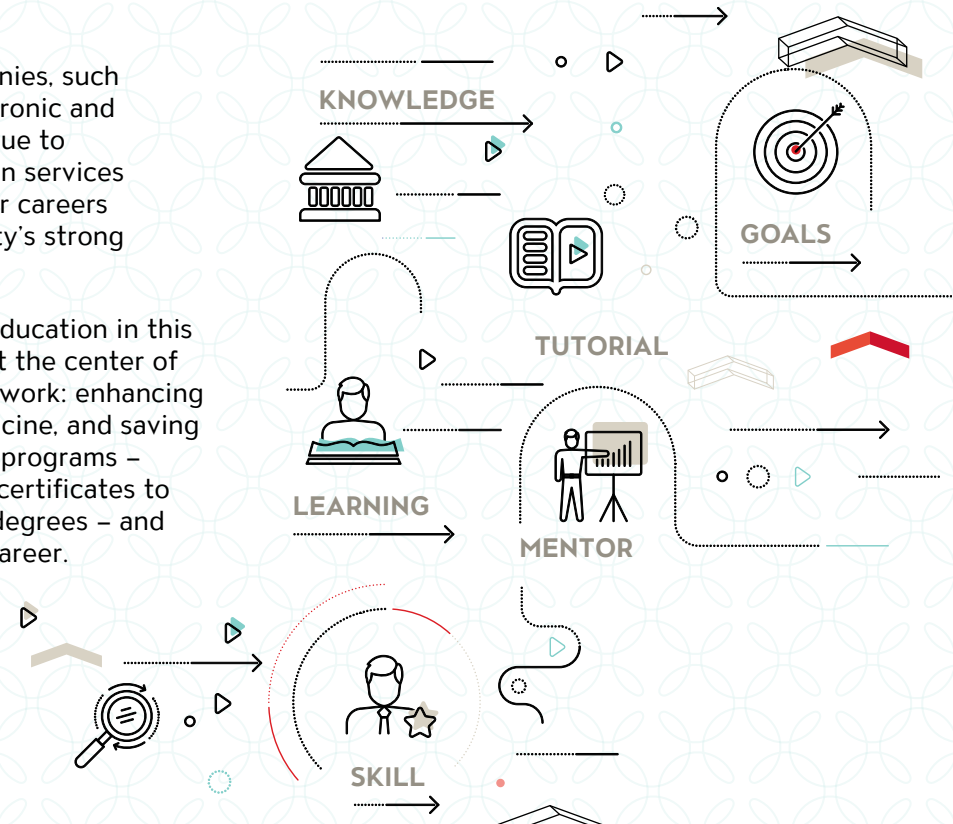 nies, such
ronic and
ue to
n services
r careers
ty's strong
ducation in this
t the center of
work: enhancing
cine, and saving
programs –
certificates to
degrees – and
areer.
KNOWLEDGE
GOALS
TUTORIAL
LEARNING
MENTOR
SKILL